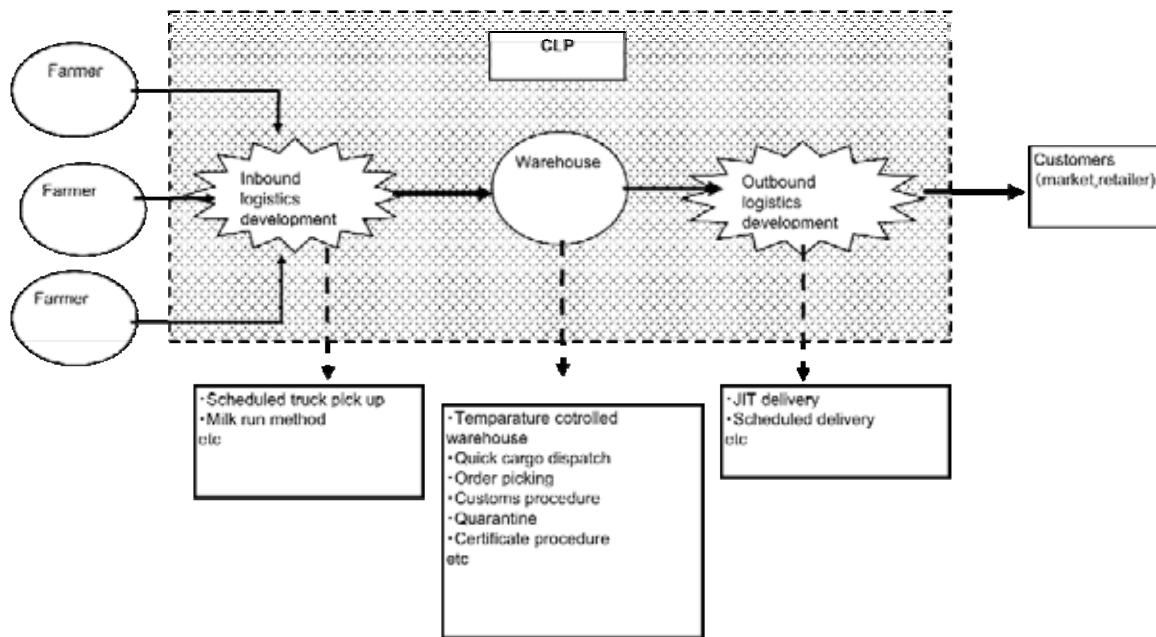 CLP
Farmer
Farmer
Farmer
Inbound
logistics
development
Warehouse
Outbound
logistics
development
Customers
(market,retailer)
・Scheduled truck pick up
・Milk run method
etc
・Temparature cotrolled
warehouse
・Quick cargo dispatch
・Order picking
・Customs procedure
・Quarantine
・Certificate procedure
etc
・JIT delivery
・Scheduled delivery
etc